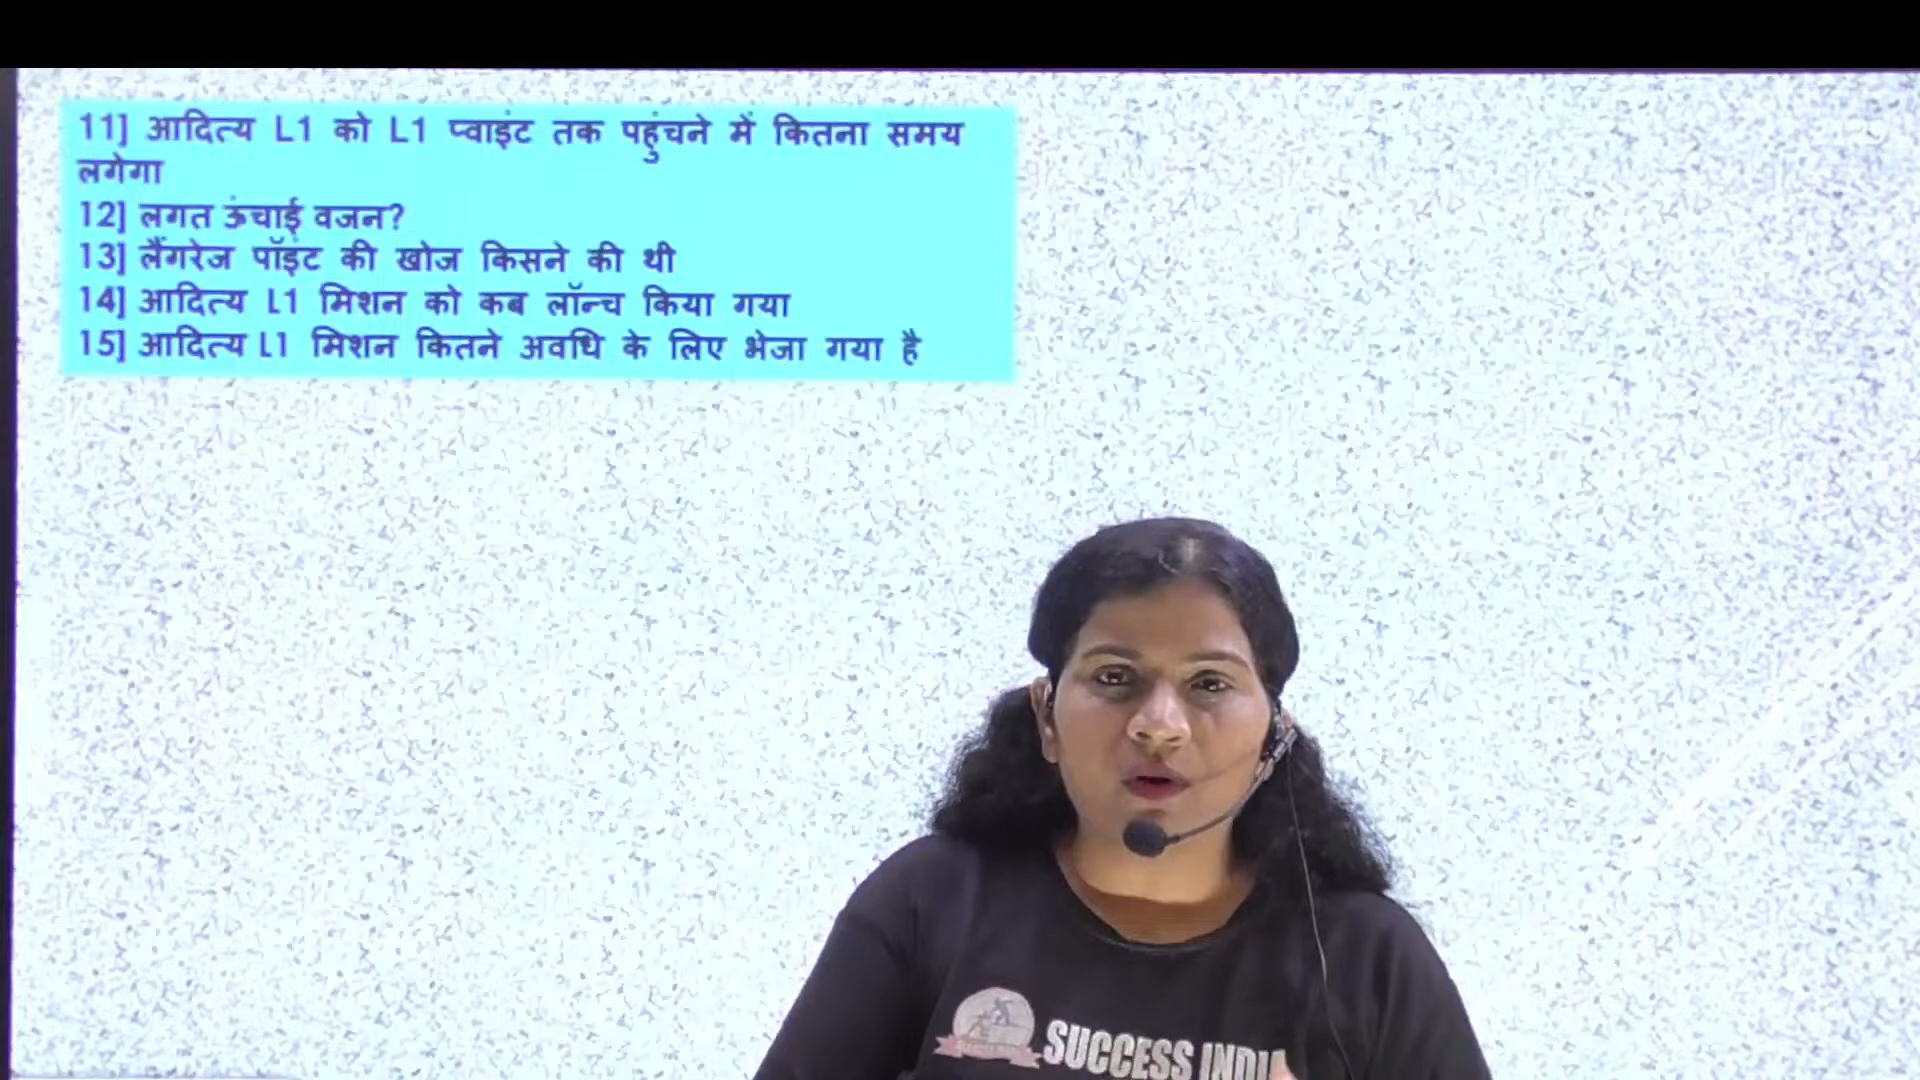 11] आदित्य L1 को L1 प्वाइंट तक पहुंचने में कितना समय
लगेगा
12] लगत ऊंचाई वजन?
13] लैंगरेज पॉइंट की खोज किसने की थी
14] आदित्य L1 मिशन को कब लॉन्च किया गया
15] आदित्य L1 मिशन कितने अवधि के लिए भेजा गया है
SUCCESS INDIA